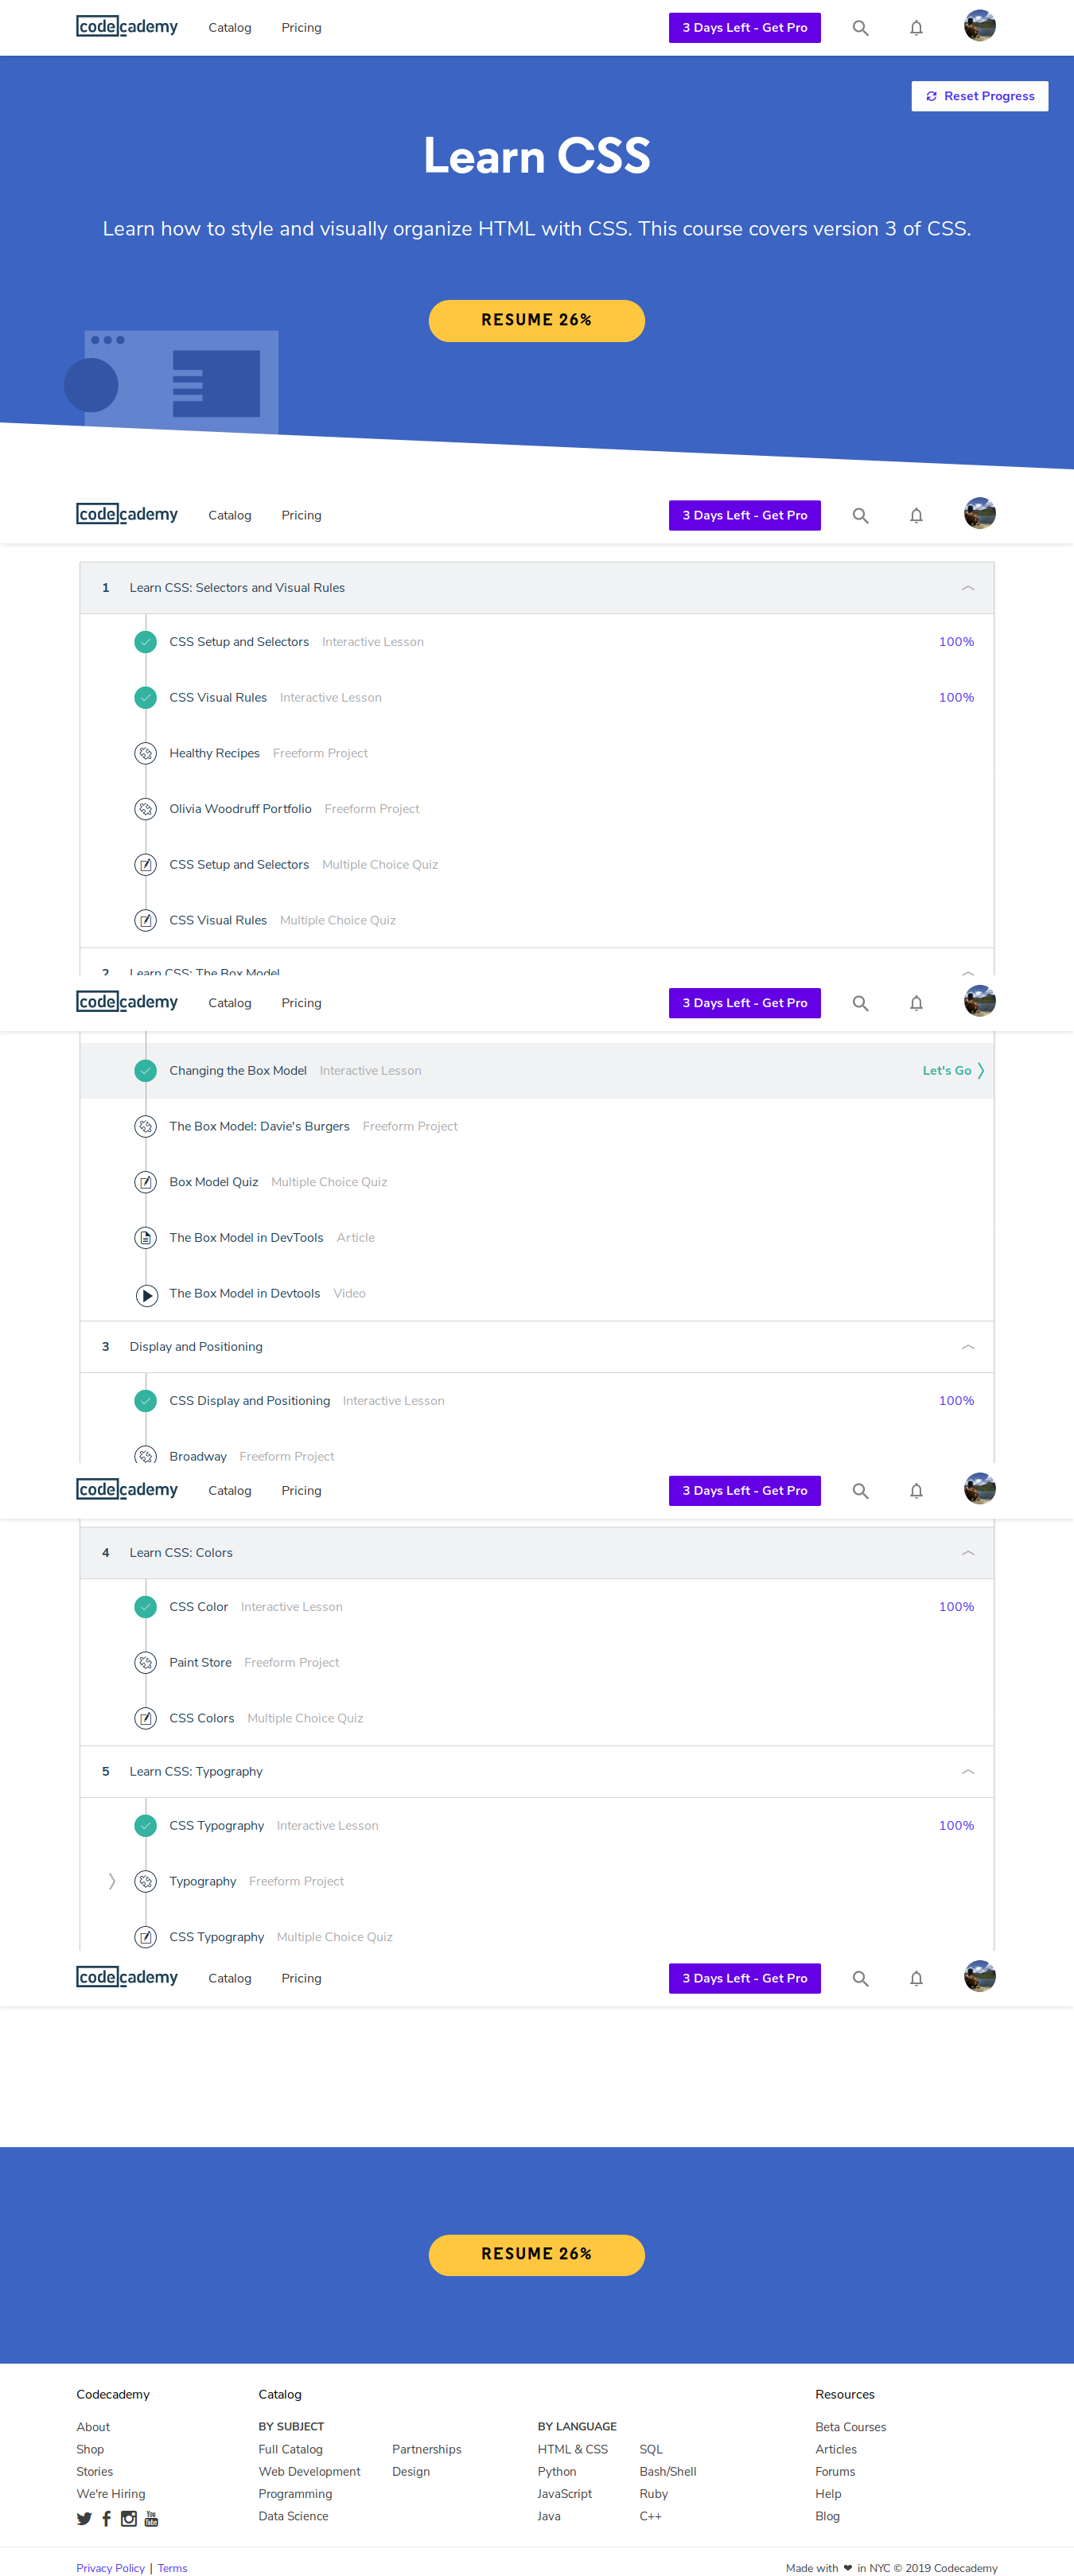 codecademy Catalog Pricing 3 Days Left - Get Pro
Reset Progress
Learn CSS
Learn how to style and visually organize HTML with CSS. This course covers version 3 of CSS.
RESUME 26%
codecademy Catalog Pricing 3 Days Left - Get Pro
1 Learn CSS: Selectors and Visual Rules
CSS Setup and Selectors Interactive Lesson 100%
CSS Visual Rules Interactive Lesson 100%
Healthy Recipes Freeform Project
Olivia Woodruff Portfolio Freeform Project
CSS Setup and Selectors Multiple Choice Quiz
CSS Visual Rules Multiple Choice Quiz
2 Learn CSS: The Box Model
codecademy Catalog Pricing 3 Days Left - Get Pro
Changing the Box Model Interactive Lesson Let's Go
The Box Model: Davie's Burgers Freeform Project
Box Model Quiz Multiple Choice Quiz
The Box Model in DevTools Article
The Box Model in Devtools Video
3 Display and Positioning
CSS Display and Positioning Interactive Lesson 100%
Broadway Freeform Project
codecademy Catalog Pricing 3 Days Left - Get Pro
4 Learn CSS: Colors
CSS Color Interactive Lesson 100%
Paint Store Freeform Project
CSS Colors Multiple Choice Quiz
5 Learn CSS: Typography
CSS Typography Interactive Lesson 100%
Typography Freeform Project
CSS Typography Multiple Choice Quiz
codecademy Catalog Pricing 3 Days Left - Get Pro
RESUME 26%
Codecademy Catalog Resources
About BY SUBJECT BY LANGUAGE Beta Courses
Shop Full Catalog Partnerships HTML & CSS SQL Articles
Stories Web Development Design Python Bash/Shell Forums
We're Hiring Programming JavaScript Ruby Help
Data Science Java C++ Blog
You Tube
Privacy Policy | Terms Made with ❤ in NYC © 2019 Codecademy